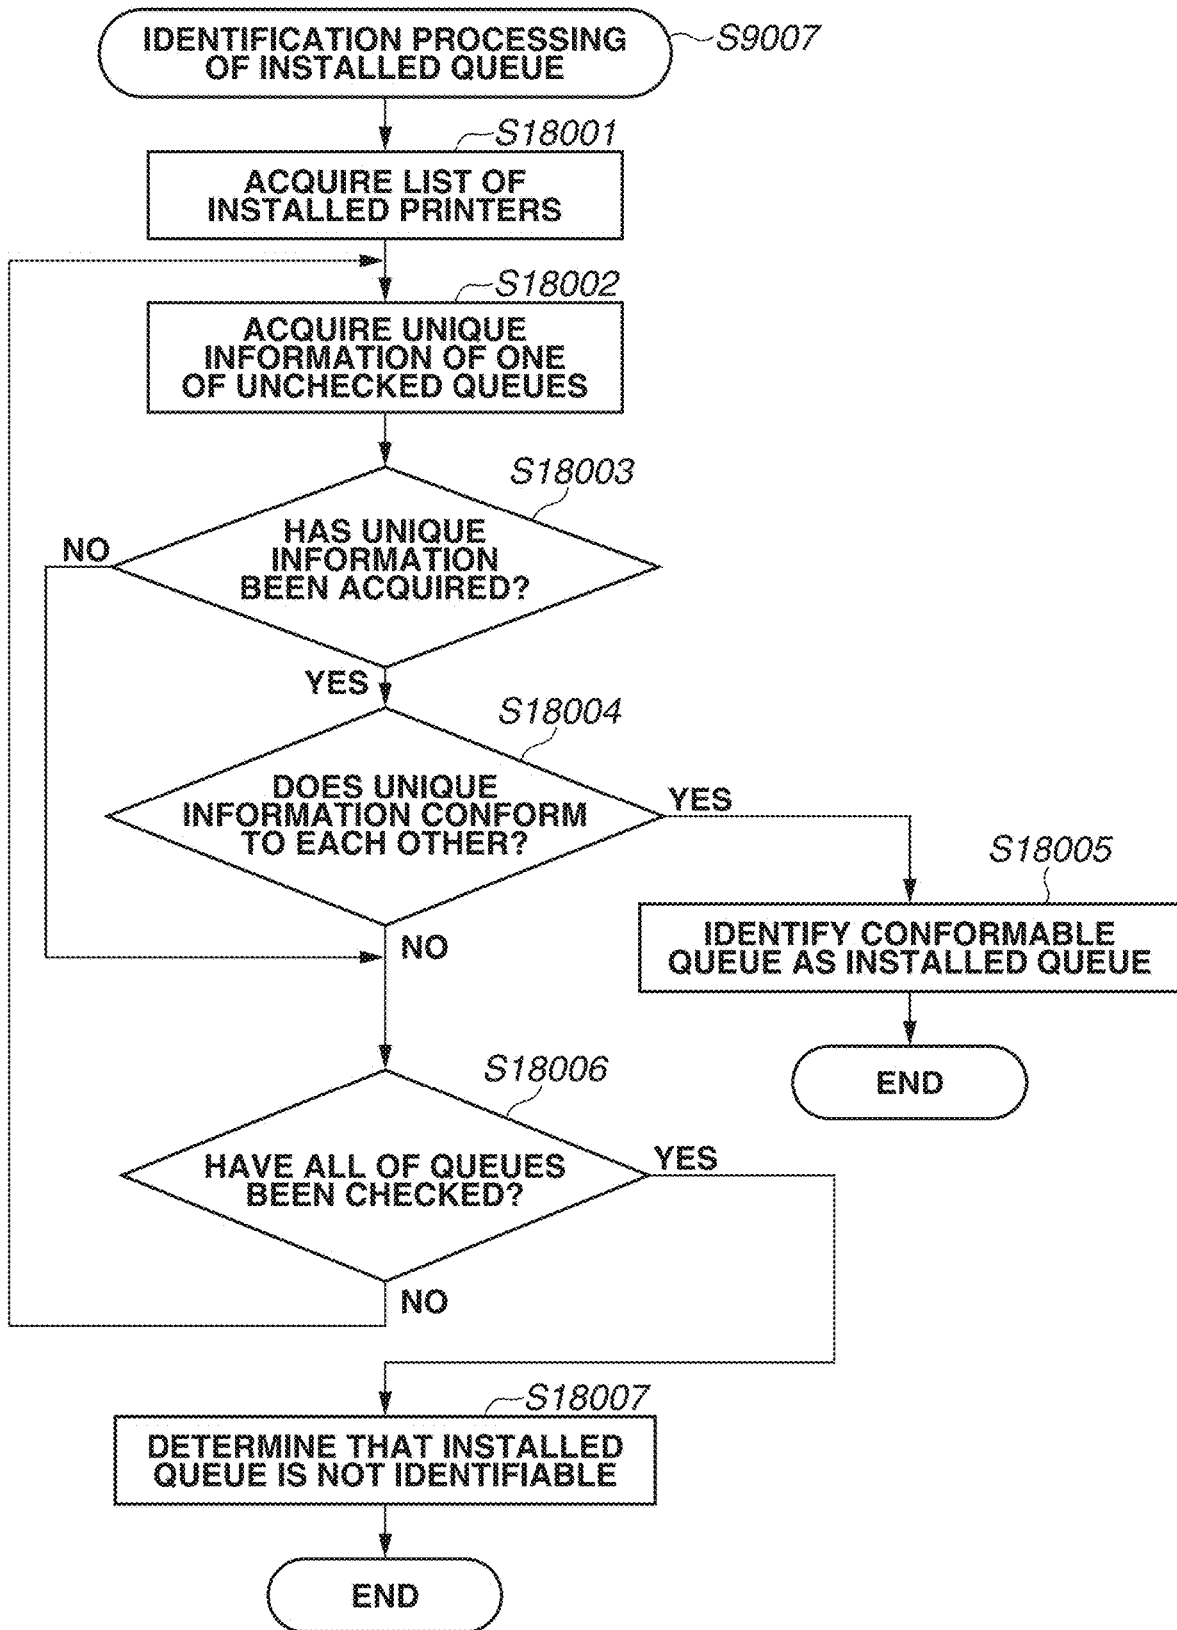 IDENTIFICATION PROCESSING
OF INSTALLED QUEUE
S9007
S18001
ACQUIRE LIST OF
INSTALLED PRINTERS
S18002
ACQUIRE UNIQUE
INFORMATION OF ONE
OF UNCHECKED QUEUES
S18003
HAS UNIQUE
INFORMATION
BEEN ACQUIRED?
NO
YES
S18004
DOES UNIQUE
INFORMATION CONFORM
TO EACH OTHER?
YES
NO
S18005
IDENTIFY CONFORMABLE
QUEUE AS INSTALLED QUEUE
END
S18006
HAVE ALL OF QUEUES
BEEN CHECKED?
YES
NO
S18007
DETERMINE THAT INSTALLED
QUEUE IS NOT IDENTIFIABLE
END